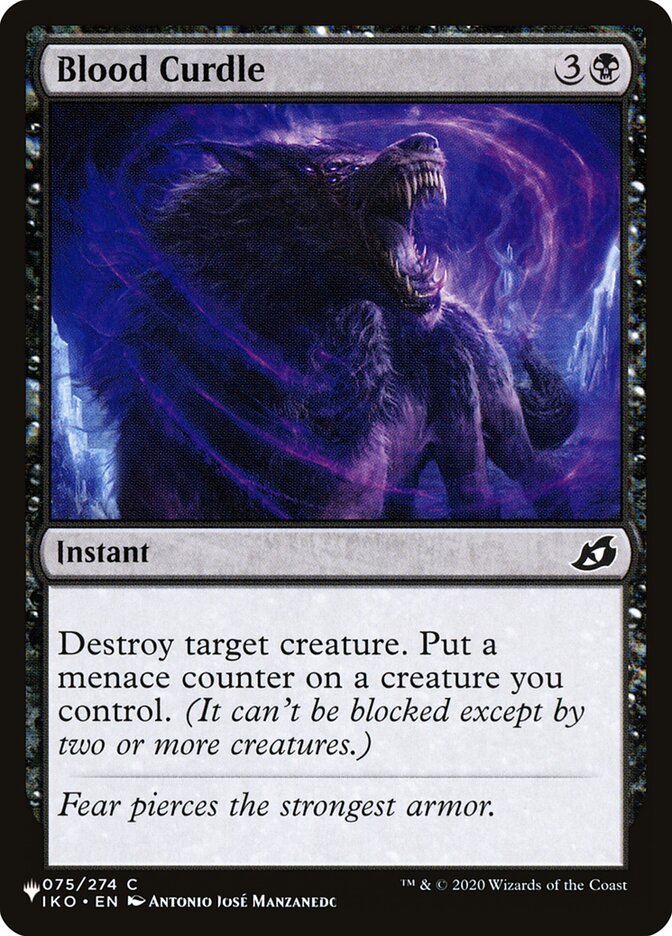 Blood Curdle 3
Instant
Destroy target creature. Put a
menace counter on a creature you
control. (It can't be blocked except by
two or more creatures.)
Fear pierces the strongest armor.
075/274 C
IKO • EN Antonio José Manzanedo
™ & © 2020 Wizards of the Coast